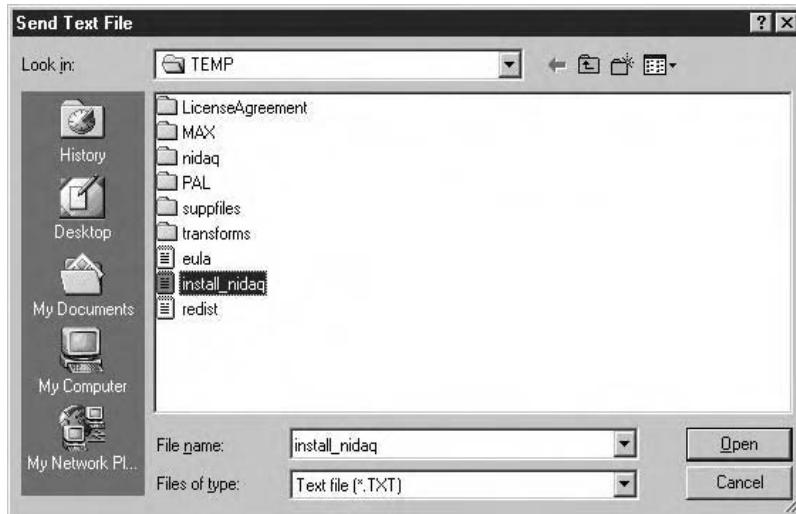 Send Text File
Look in:
TEMP
History
Desktop
My Documents
My Computer
My Network Pl...
LicenseAgreement
MAX
nidaq
PAL
suppfiles
transforms
eula
install_nidaq
redist
File name:
install_nidaq
Open
Files of type:
Text file (*.TXT)
Cancel